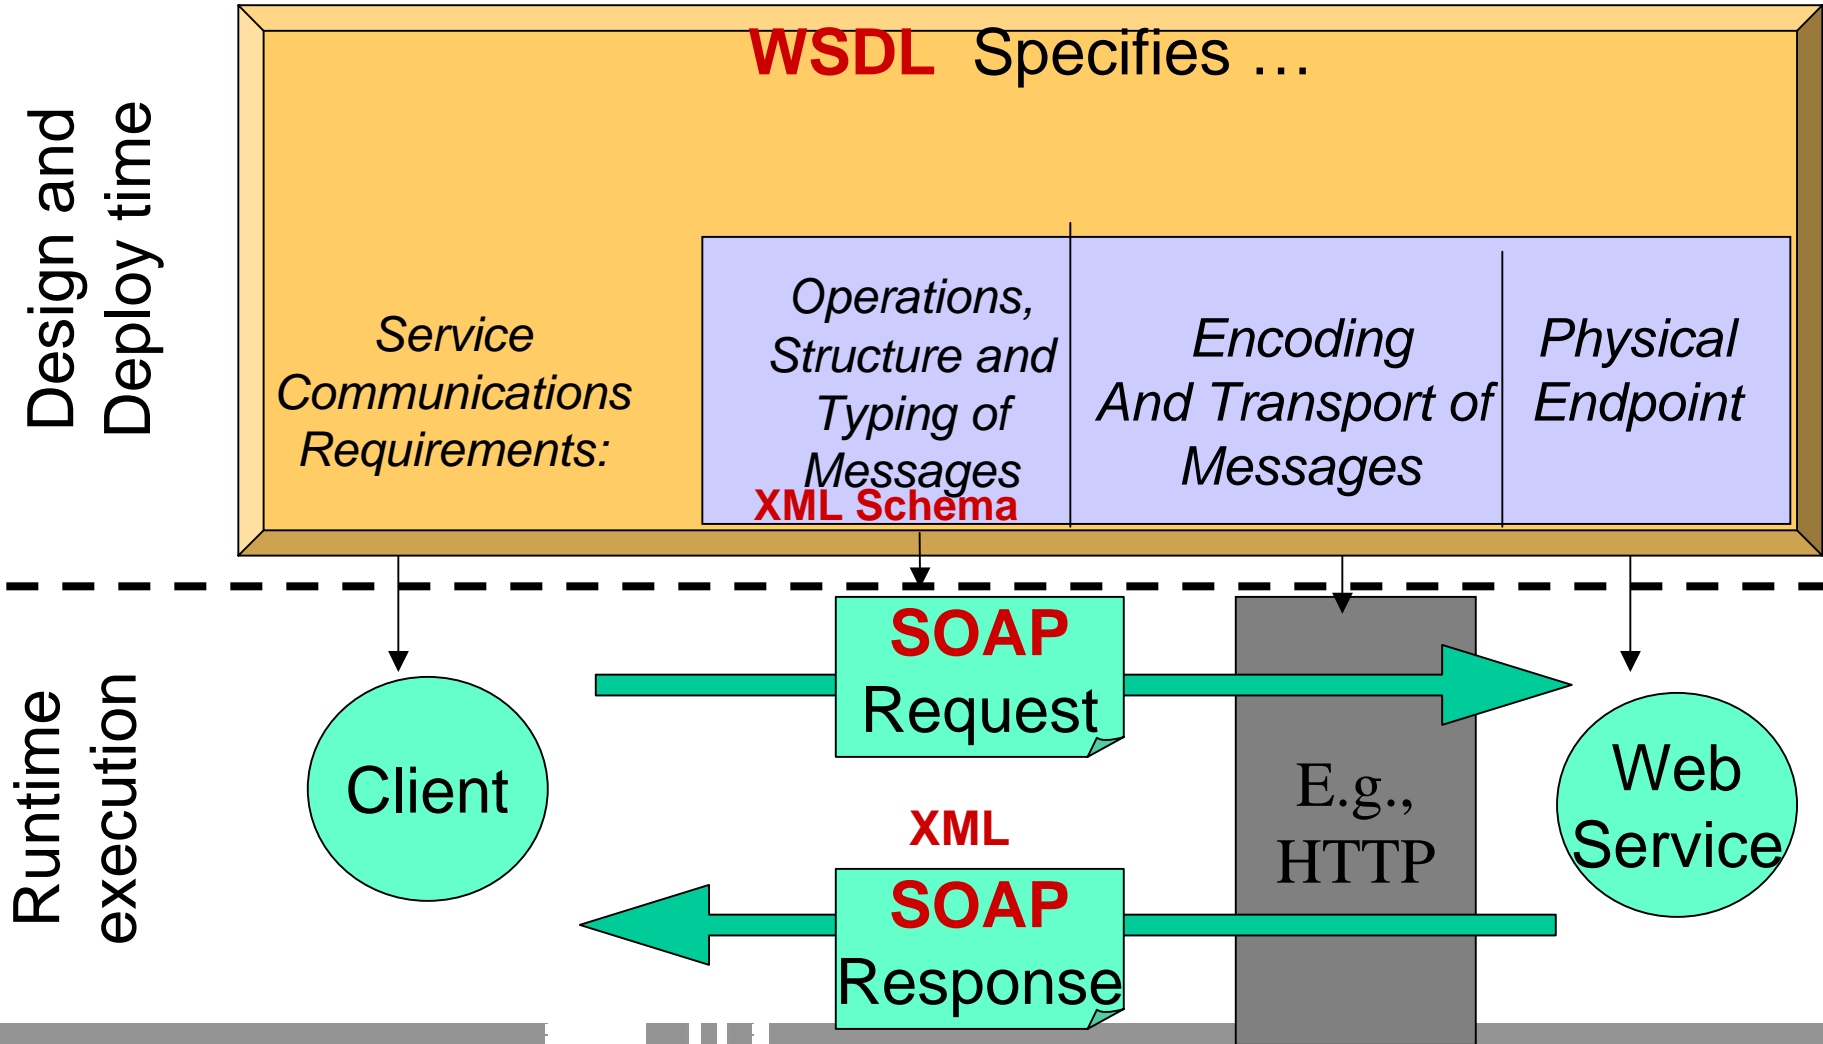 WSDL Specifies …
Design and
Deploy time
Service
Communications
Requirements:
Operations,
Structure and
Typing of
Messages
XML Schema
Encoding
And Transport of
Messages
Physical
Endpoint
Runtime
execution
Client
SOAP
Request
XML
SOAP
Response
E.g.,
HTTP
Web
Service